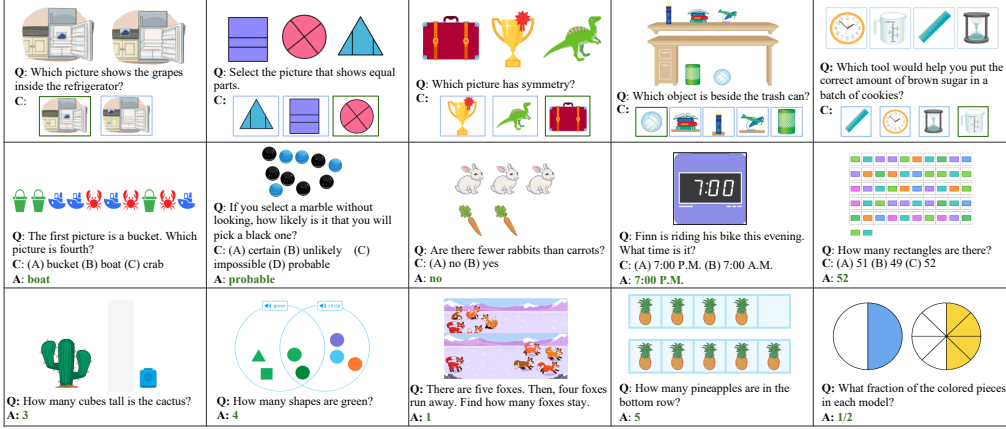 Q: Which picture shows the grapes
inside the refrigerator?
C:
Q: Select the picture that shows equal
parts.
C:
Q: Which picture has symmetry?
C:
Q: Which object is beside the trash can?
C:
Q: Which tool would help you put the
correct amount of brown sugar in a
batch of cookies?
C:
Q: The first picture is a bucket. Which
picture is fourth?
C: (A) bucket (B) boat (C) crab
A: boat
Q: If you select a marble without
looking, how likely is it that you will
pick a black one?
C: (A) certain (B) unlikely (C)
impossible (D) probable
A: probable
Q: Are there fewer rabbits than carrots?
C: (A) no (B) yes
A: no
7:00
Q: Finn is riding his bike this evening.
What time is it?
C: (A) 7:00 P.M. (B) 7:00 A.M.
A: 7:00 P.M.
Q: How many rectangles are there?
C: (A) 51 (B) 49 (C) 52
A: 52
Q: How many cubes tall is the cactus?
A: 3
green
circle
Q: How many shapes are green?
A: 4
Q: There are five foxes. Then, four foxes
run away. Find how many foxes stay.
A: 1
Q: How many pineapples are in the
bottom row?
A: 5
Q: What fraction of the colored pieces
in each model?
A: 1/2